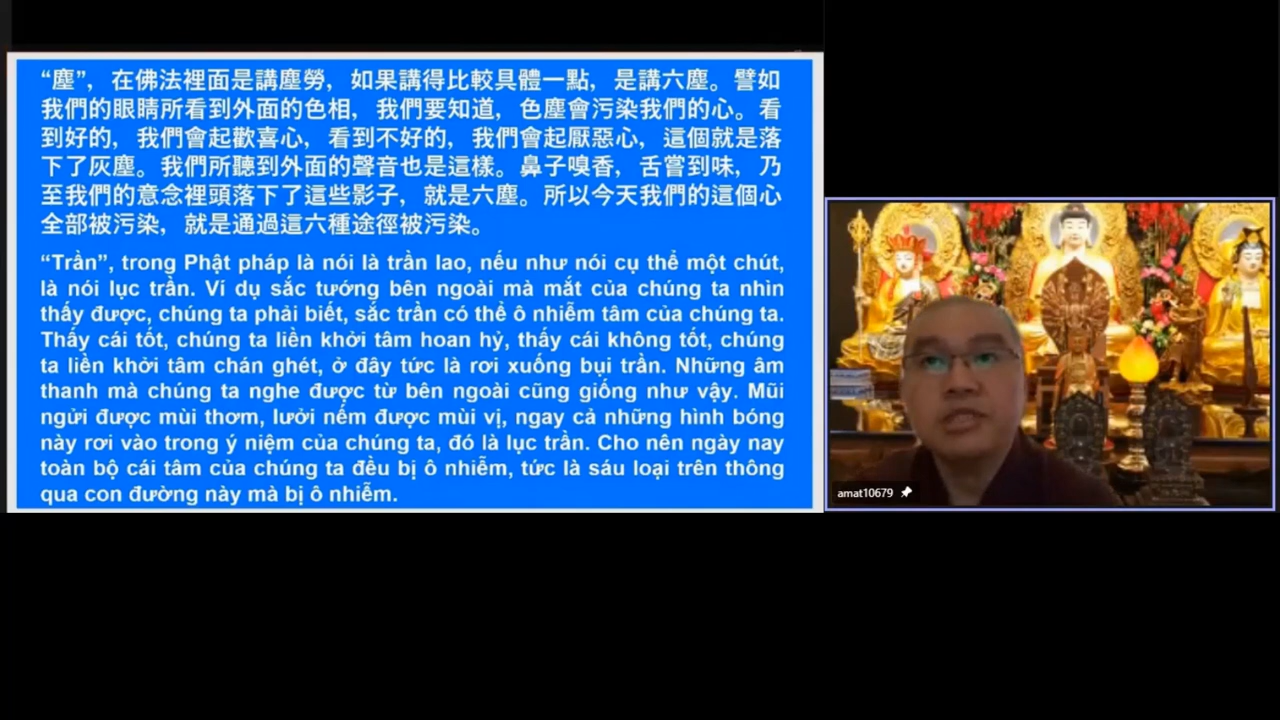 “塵”，在佛法裡面是講塵勞，如果講得比較具體一點，是講六塵。譬如
我們的眼睛所看到外面的色相，我們要知道，色塵會污染我們的心。看
到好的，我們會起歡喜心，看到不好的，我們會起厭惡心，這個就是落
下了灰塵。我們所聽到外面的聲音也是這樣。鼻子嗅香，舌嘗到味，乃
至我們的意念裡頭落下了這些影子，就是六塵。所以今天我們的這個心
全部被污染，就是通過這六種途徑被污染。
“Trần”, trong Phật pháp là nói là trần lao, nếu như nói cụ thể một chút,
là nói lục trần. Ví dụ sắc tướng bên ngoài mà mắt của chúng ta nhìn
thấy được, chúng ta phải biết, sắc trần có thể ô nhiễm tâm của chúng ta.
Thấy cái tốt, chúng ta liền khởi tâm hoan hỷ, thấy cái không tốt, chúng
ta liền khởi tâm chán ghét, ở đây tức là rơi xuống bụi trần. Những âm
thanh mà chúng ta nghe được từ bên ngoài cũng giống như vậy. Mũi
ngửi được mùi thơm, lưỡi nếm được mùi vị, ngay cả những hình bóng
này rơi vào trong ý niệm của chúng ta, đó là lục trần. Cho nên ngày nay
toàn bộ cái tâm của chúng ta đều bị ô nhiễm, tức là sáu loại trên thông
qua con đường này mà bị ô nhiễm.
amat10679